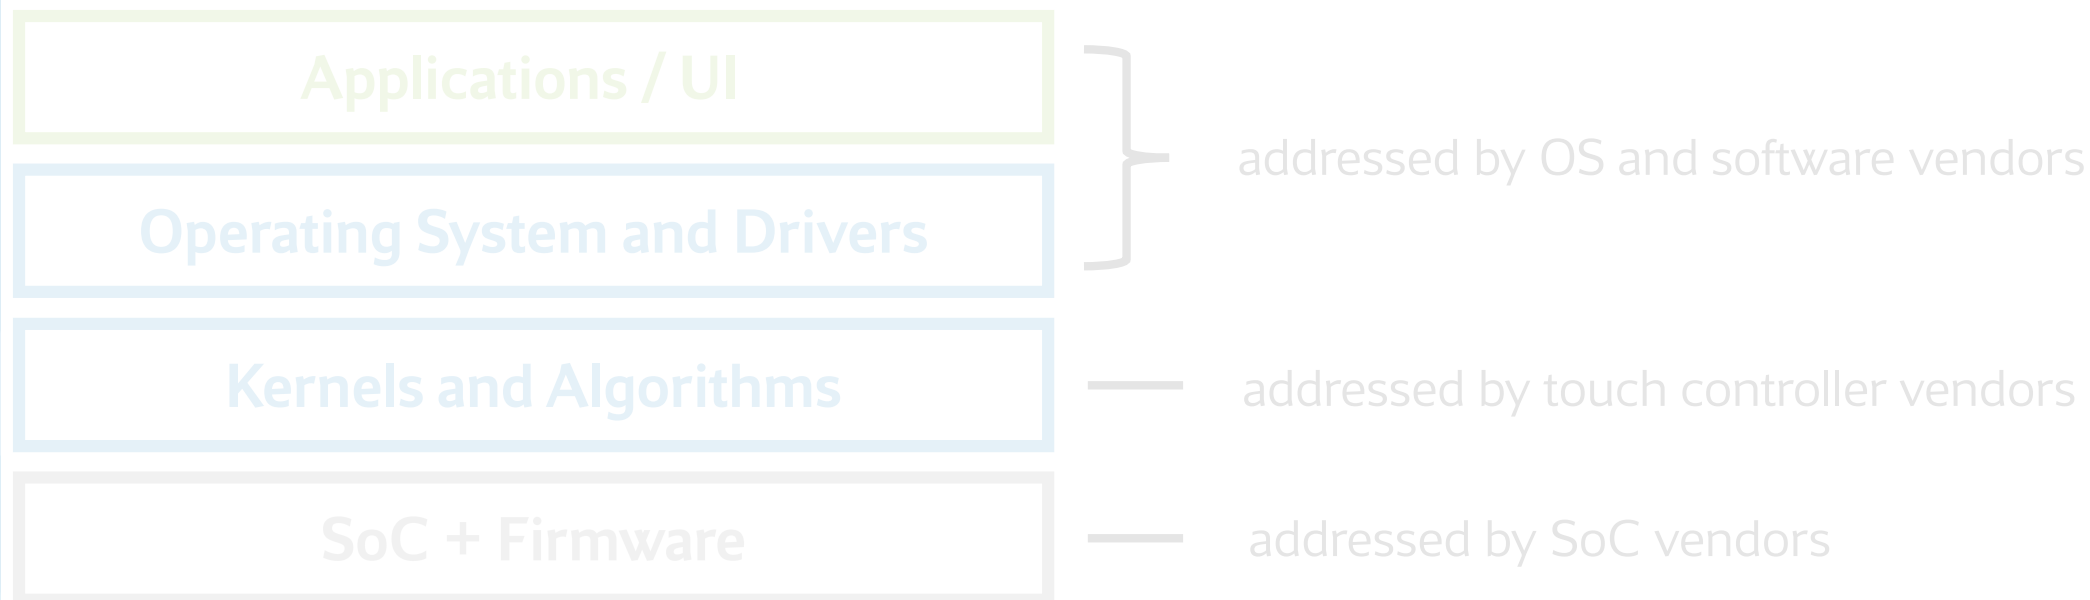 Applications / UI
addressed by OS and software vendors
Operating System and Drivers
Kernels and Algorithms
addressed by touch controller vendors
SoC + Firmware
addressed by SoC vendors